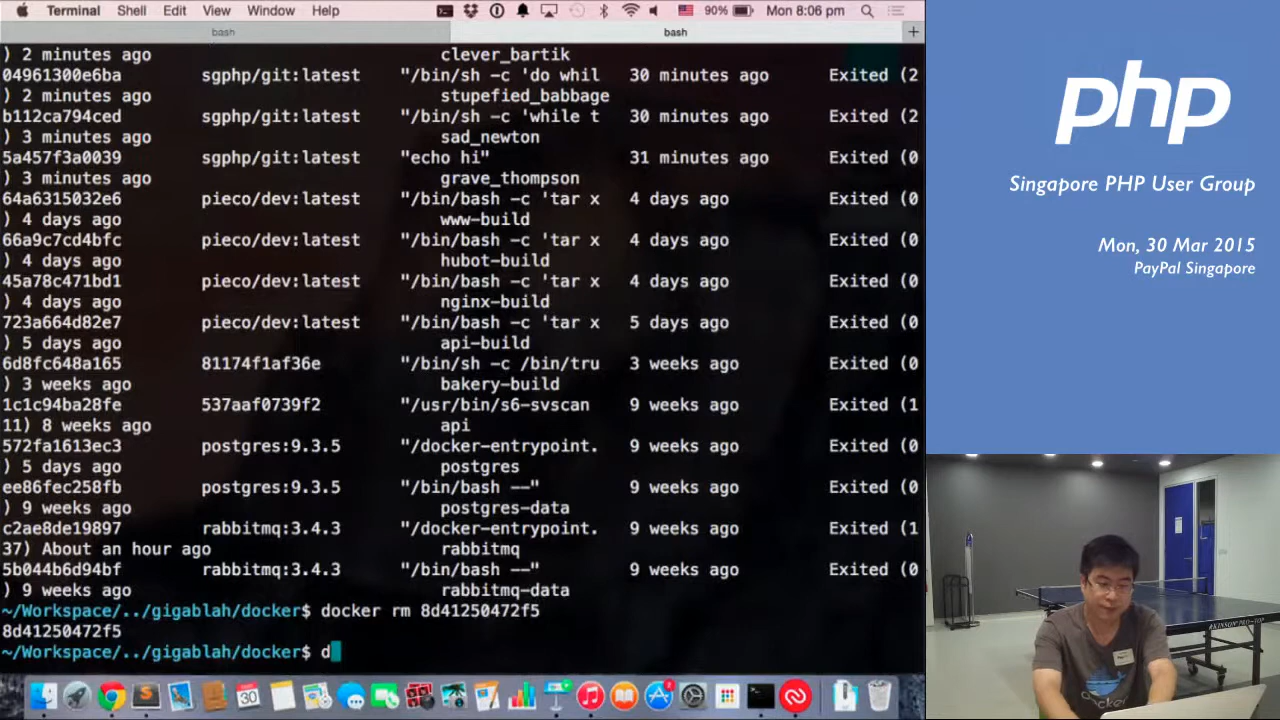 Terminal Shell Edit View Window Help 90% Mon 8:06 pm
bash bash +
) 2 minutes ago clever_bartik
04961300e6ba sgphp/git:latest "/bin/sh -c 'do whil 30 minutes ago Exited (2
) 2 minutes ago stupefied_babbage
b112ca794ced sgphp/git:latest "/bin/sh -c 'while t 30 minutes ago Exited (2
) 3 minutes ago sad_newton
5a457f3a0039 sgphp/git:latest "echo hi" 31 minutes ago Exited (0
) 3 minutes ago grave_thompson
64a6315032e6 pieco/dev:latest "/bin/bash -c 'tar x 4 days ago Exited (0
) 4 days ago www-build
66a9c7cd4bfc pieco/dev:latest "/bin/bash -c 'tar x 4 days ago Exited (0
) 4 days ago hubot-build
45a78c471bd1 pieco/dev:latest "/bin/bash -c 'tar x 4 days ago Exited (0
) 4 days ago nginx-build
723a664d82e7 pieco/dev:latest "/bin/bash -c 'tar x 5 days ago Exited (0
) 5 days ago api-build
6d8fc648a165 81174f1af36e "/bin/sh -c /bin/tru 3 weeks ago Exited (0
) 3 weeks ago bakery-build
1c1c94ba28fe 537aaf0739f2 "/usr/bin/s6-svscan 9 weeks ago Exited (1
11) 8 weeks ago api
572fa1613ec3 postgres:9.3.5 "/docker-entrypoint. 9 weeks ago Exited (0
) 5 days ago postgres
ee86fec258fb postgres:9.3.5 "/bin/bash --" 9 weeks ago Exited (0
) 9 weeks ago postgres-data
c2ae8de19897 rabbitmq:3.4.3 "/docker-entrypoint. 9 weeks ago Exited (1
37) About an hour ago rabbitmq
5b044b6d94bf rabbitmq:3.4.3 "/bin/bash --" 9 weeks ago Exited (0
) 9 weeks ago rabbitmq-data
~/Workspace/../gigablah/docker$ docker rm 8d41250472f5
8d41250472f5
~/Workspace/../gigablah/docker$ d
30
php
Singapore PHP User Group
Mon, 30 Mar 2015
PayPal Singapore